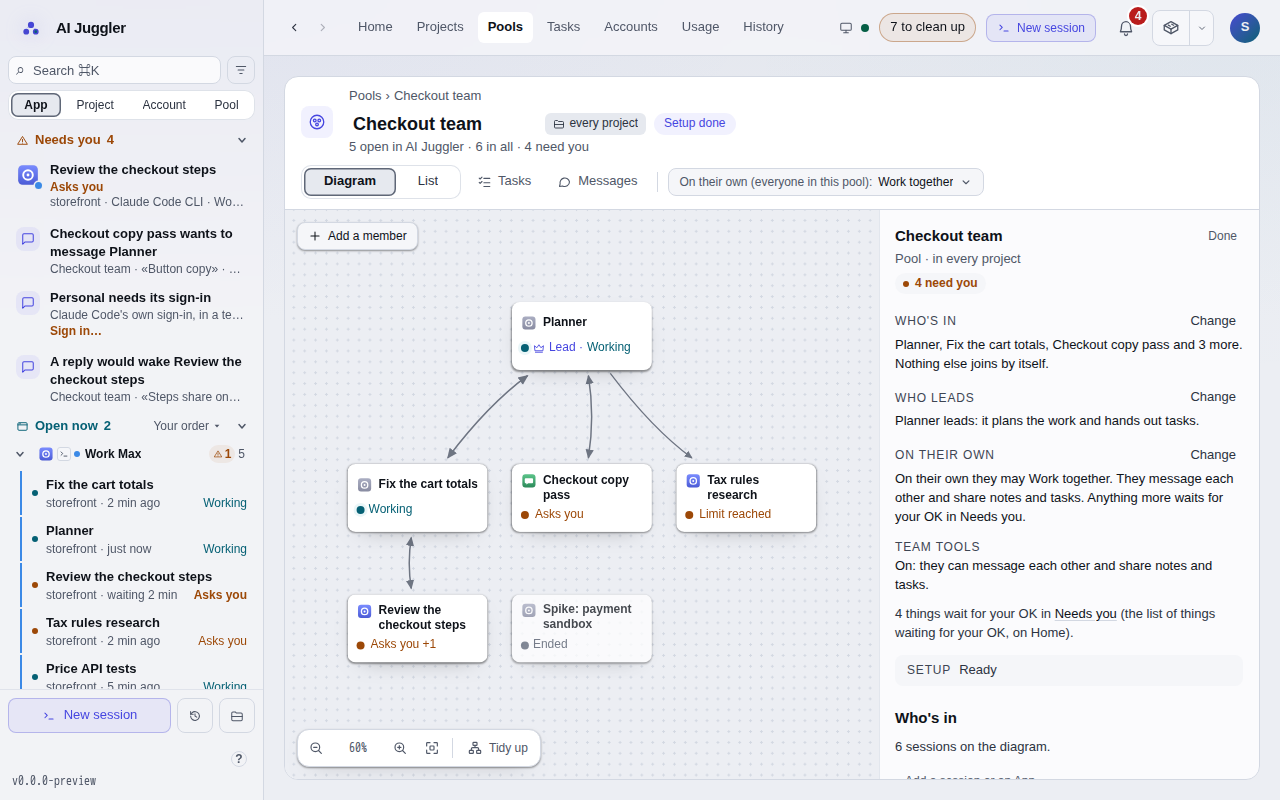 AI Juggler
Search ⌘K
App Project Account Pool
Needs you 4
Review the checkout steps
Asks you
storefront · Claude Code CLI · Wo…
Checkout copy pass wants to
message Planner
Checkout team · «Button copy» · …
Personal needs its sign-in
Claude Code's own sign-in, in a te…
Sign in…
A reply would wake Review the
checkout steps
Checkout team · «Steps share on…
Open now 2 Your order
Work Max 1 5
Fix the cart totals
storefront · 2 min ago Working
Planner
storefront · just now Working
Review the checkout steps
storefront · waiting 2 min Asks you
Tax rules research
storefront · 2 min ago Asks you
Price API tests
storefront · 5 min ago Working
New session
?
v0.0.0-preview
Home Projects Pools Tasks Accounts Usage History
7 to clean up
New session
4
S
Pools › Checkout team
Checkout team every project Setup done
5 open in AI Juggler · 6 in all · 4 need you
Diagram List Tasks Messages On their own (everyone in this pool): Work together
Add a member
Planner
Lead · Working
Fix the cart totals
Working
Checkout copy
pass
Asks you
Tax rules
research
Limit reached
Review the
checkout steps
Asks you +1
Spike: payment
sandbox
Ended
60% Tidy up
Checkout team Done
Pool · in every project
4 need you
WHO'S IN Change
Planner, Fix the cart totals, Checkout copy pass and 3 more.
Nothing else joins by itself.
WHO LEADS Change
Planner leads: it plans the work and hands out tasks.
ON THEIR OWN Change
On their own they may Work together. They message each
other and share notes and tasks. Anything more waits for
your OK in Needs you.
TEAM TOOLS
On: they can message each other and share notes and
tasks.
4 things wait for your OK in Needs you (the list of things
waiting for your OK, on Home).
SETUP Ready
Who's in
6 sessions on the diagram.
Add a session or an App